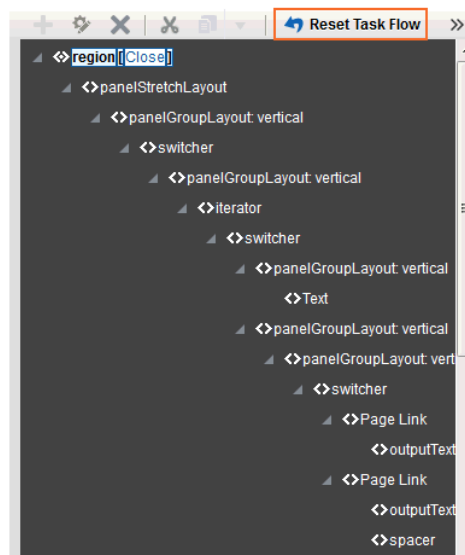 Reset Task Flow
region [Close]
panelStretchLayout
panelGroupLayout: vertical
switcher
panelGroupLayout: vertical
iterator
switcher
panelGroupLayout: vertical
Text
panelGroupLayout: vertical
panelGroupLayout: vert
switcher
Page Link
outputText
Page Link
outputText
spacer